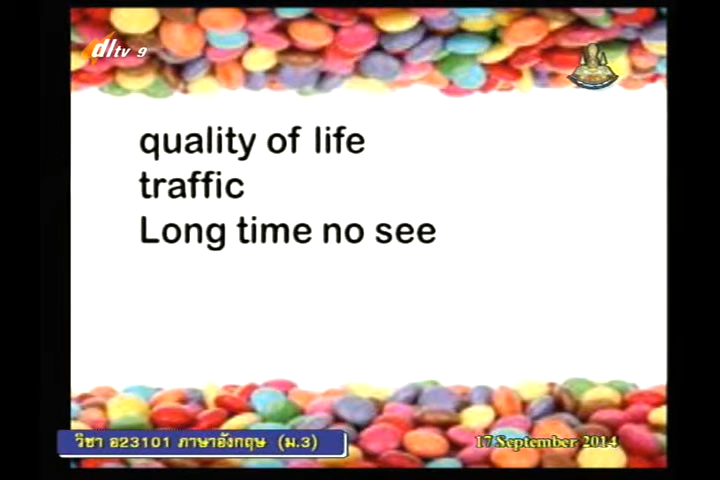 dltv 9
quality of life
traffic
Long time no see
วิชา อ23101 ภาษาอังกฤษ (ม.3)
17 September 2014